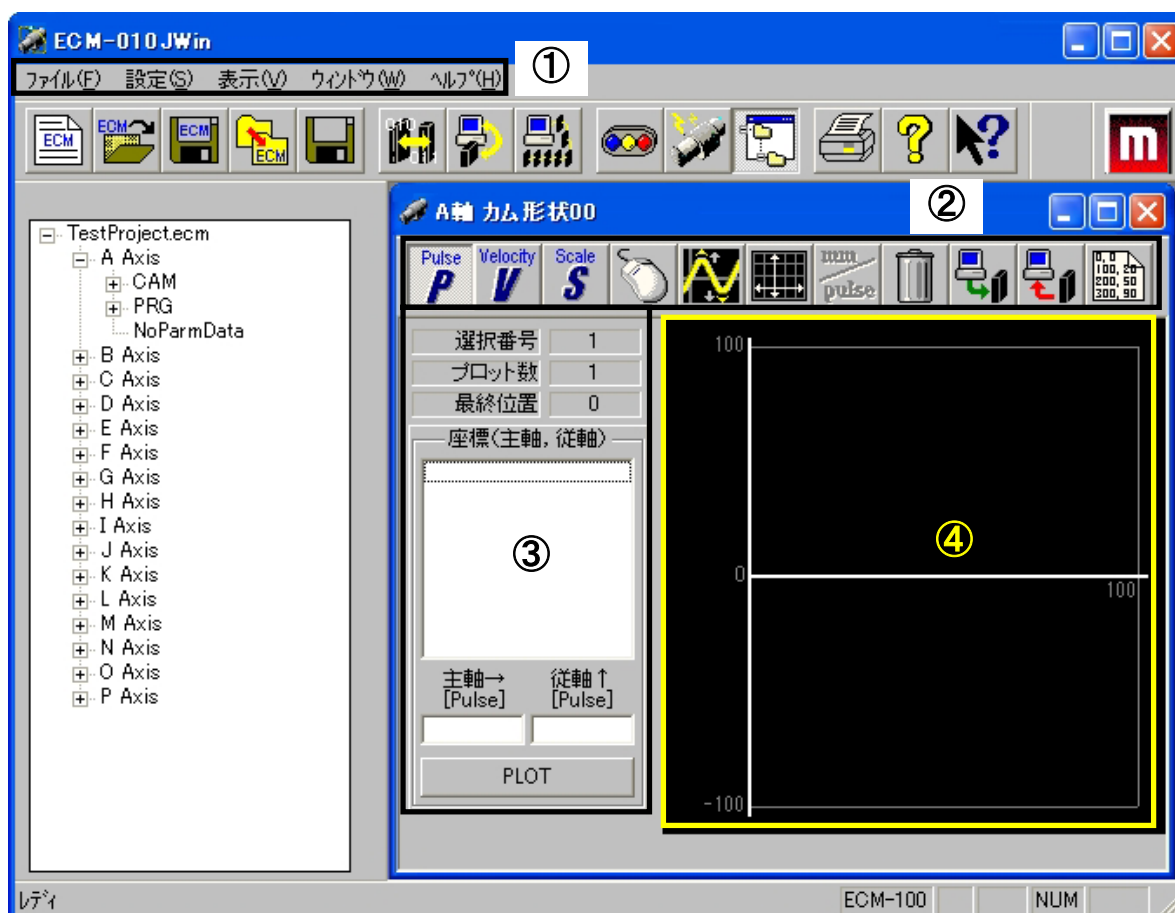 ECM-010JWin
①
ファイル(F) 設定(S) 表示(V) ウィンドウ(W) ヘルプ(H)
ECM ECM ECM ECM m
②
A軸 カム形状00
Pulse P Velocity V Scale S mm/pulse 0, 0
100, 20
200, 50
300, 90
TestProject.ecm
A Axis
CAM
PRG
NoParmData
B Axis
C Axis
D Axis
E Axis
F Axis
G Axis
H Axis
I Axis
J Axis
K Axis
L Axis
M Axis
N Axis
O Axis
P Axis
選択番号 1
プロット数 1
最終位置 0
座標(主軸, 従軸)
③
主軸→ 従軸↑
[Pulse] [Pulse]
PLOT
100
④
0
100
-100
レディ ECM-100 NUM